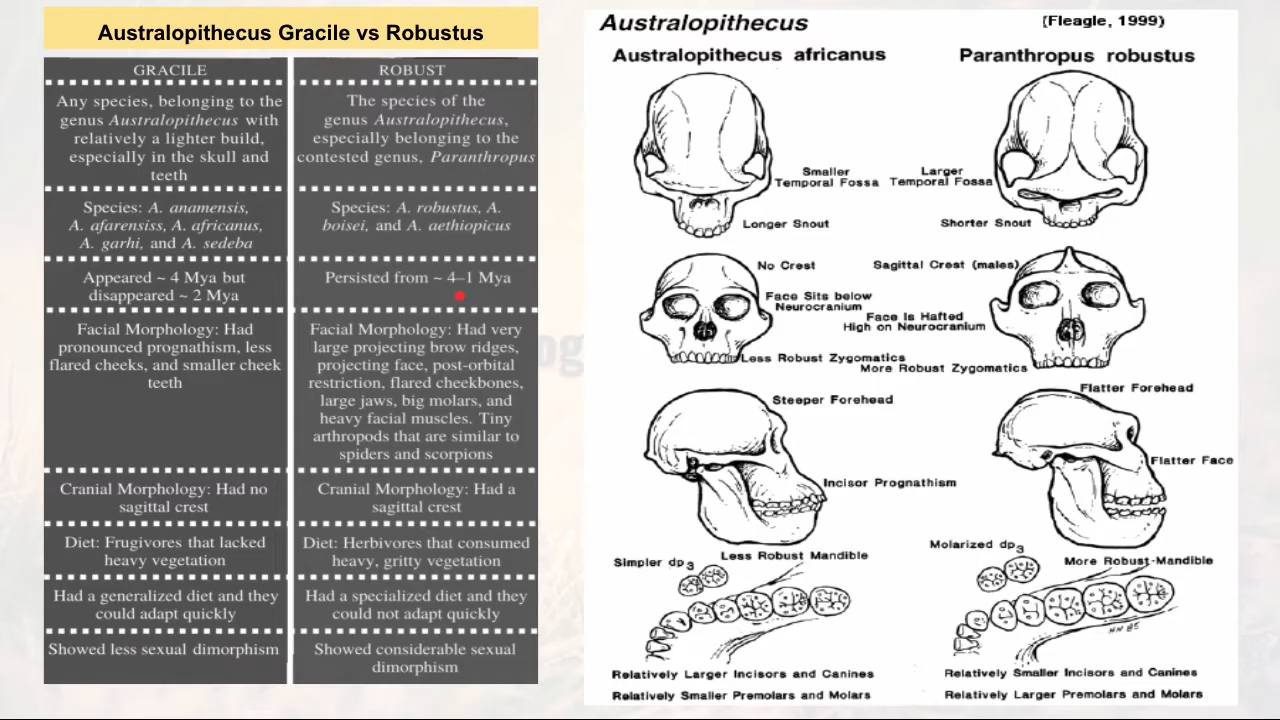 Australopithecus Gracile vs Robustus
GRACILE
Any species, belonging to the
genus Australopithecus with
relatively a lighter build,
especially in the skull and
teeth
Species: A. anamensis,
A. afarensiss, A. africanus,
A. garhi, and A. sedeba
Appeared ~ 4 Mya but
disappeared ~ 2 Mya
Facial Morphology: Had
pronounced prognathism, less
flared cheeks, and smaller cheek
teeth
Cranial Morphology: Had no
sagittal crest
Diet: Frugivores that lacked
heavy vegetation
Had a generalized diet and they
could adapt quickly
Showed less sexual dimorphism
ROBUST
The species of the
genus Australopithecus,
especially belonging to the
contested genus, Paranthropus
Species: A. robustus, A.
boisei, and A. aethiopicus
Persisted from ~ 4–1 Mya
Facial Morphology: Had very
large projecting brow ridges,
projecting face, post-orbital
restriction, flared cheekbones,
large jaws, big molars, and
heavy facial muscles. Tiny
arthropods that are similar to
spiders and scorpions
Cranial Morphology: Had a
sagittal crest
Diet: Herbivores that consumed
heavy, gritty vegetation
Had a specialized diet and they
could not adapt quickly
Showed considerable sexual
dimorphism
Australopithecus
(Fleagle, 1999)
Australopithecus africanus
Paranthropus robustus
Smaller
Temporal Fossa
Larger
Temporal Fossa
Longer Snout
Shorter Snout
No Crest
Sagittal Crest (males)
Face Sits below
Neurocranium
Face Is Hafted
High on Neurocranium
Less Robust Zygomatics
More Robust Zygomatics
Steeper Forehead
Flatter Forehead
Incisor Prognathism
Flatter Face
Simpler dp3
Less Robust Mandible
Molarized dp3
More Robust-Mandible
Relatively Larger Incisors and Canines
Relatively Smaller Premolars and Molars
Relatively Smaller Incisors and Canines
Relatively Larger Premolars and Molars